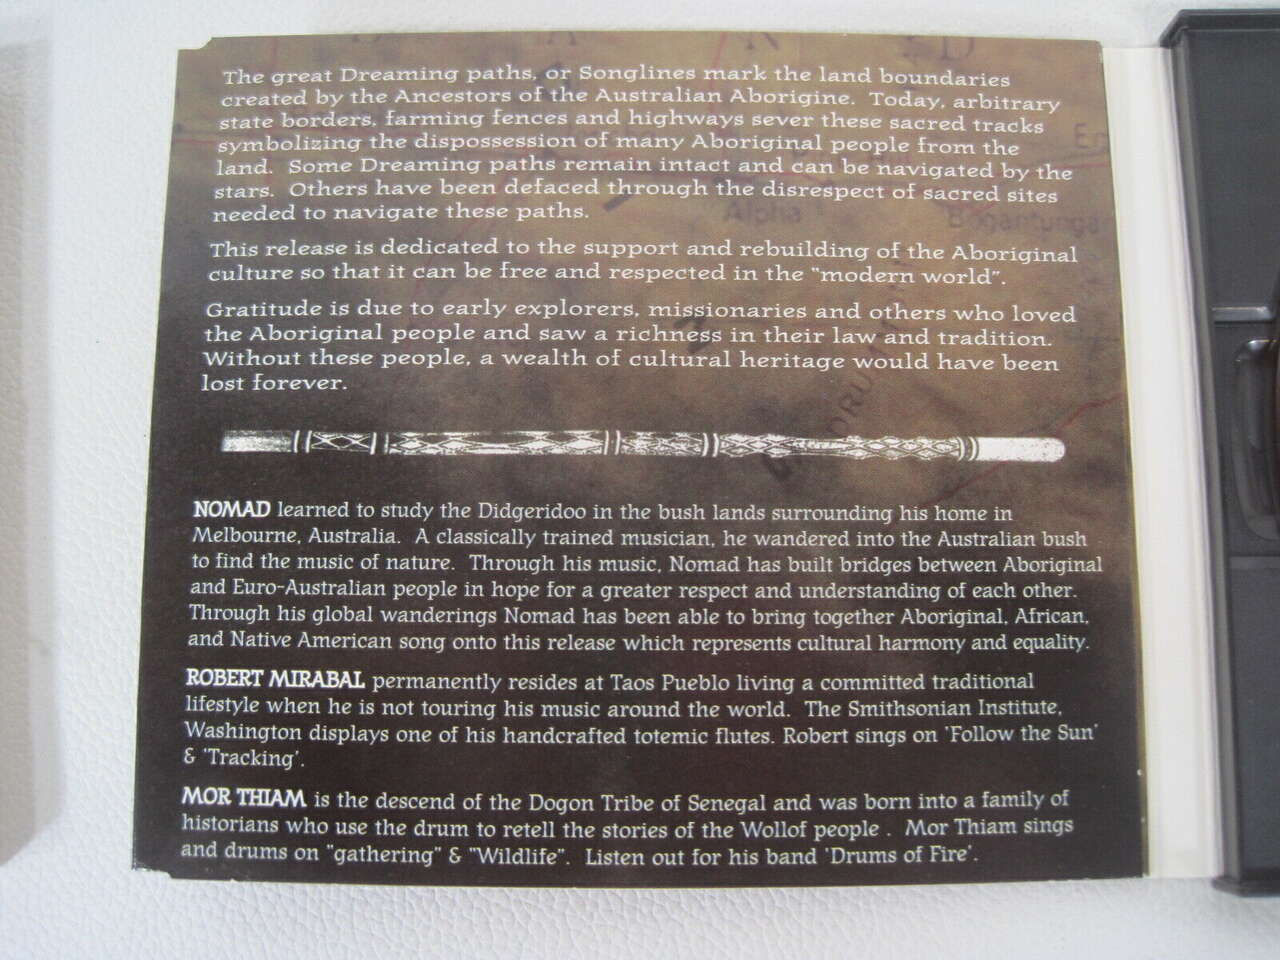 The great Dreaming paths, or Songlines mark the land boundaries
created by the Ancestors of the Australian Aborigine. Today, arbitrary
state borders, farming fences and highways sever these sacred tracks
symbolizing the dispossession of many Aboriginal people from the
land. Some Dreaming paths remain intact and can be navigated by the
stars. Others have been defaced through the disrespect of sacred sites
needed to navigate these paths.
Alpha
This release is dedicated to the support and rebuilding of the Aboriginal
culture so that it can be free and respected in the "modern world".
Gratitude is due to early explorers, missionaries and others who loved
the Aboriginal people and saw a richness in their law and tradition.
Without these people, a wealth of cultural heritage would have been
lost forever.
NOMAD learned to study the Didgeridoo in the bush lands surrounding his home in
Melbourne, Australia. A classically trained musician, he wandered into the Australian bush
to find the music of nature. Through his music, Nomad has built bridges between Aboriginal
and Euro-Australian people in hope for a greater respect and understanding of each other.
Through his global wanderings Nomad has been able to bring together Aboriginal, African,
and Native American song onto this release which represents cultural harmony and equality.
ROBERT MIRABAL permanently resides at Taos Pueblo living a committed traditional
lifestyle when he is not touring his music around the world. The Smithsonian Institute,
Washington displays one of his handcrafted totemic flutes. Robert sings on 'Follow the Sun'
& 'Tracking'.
MOR THIAM is the descend of the Dogon Tribe of Senegal and was born into a family of
historians who use the drum to retell the stories of the Wollof people . Mor Thiam sings
and drums on "gathering" & "Wildlife". Listen out for his band 'Drums of Fire'.